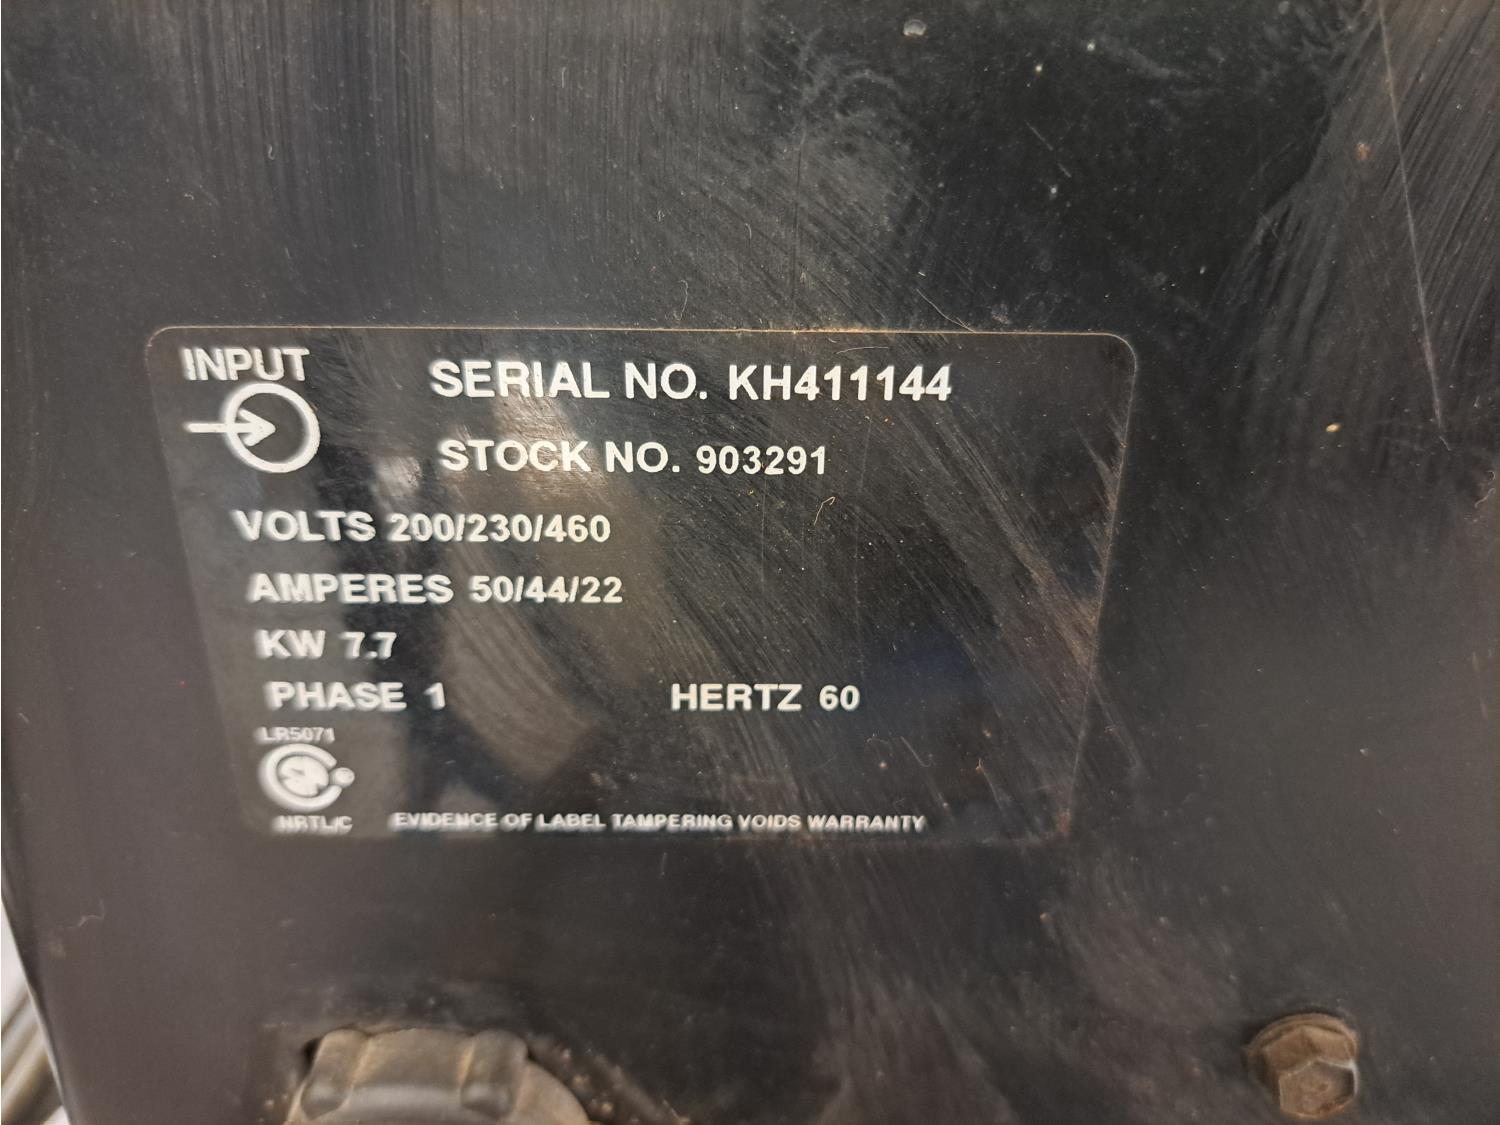 INPUT
SERIAL NO. KH411144
STOCK NO. 903291
VOLTS 200/230/460
AMPERES 50/44/22
KW 7.7
PHASE 1 HERTZ 60
LR5071
NRTL/C
EVIDENCE OF LABEL TAMPERING VOIDS WARRANTY